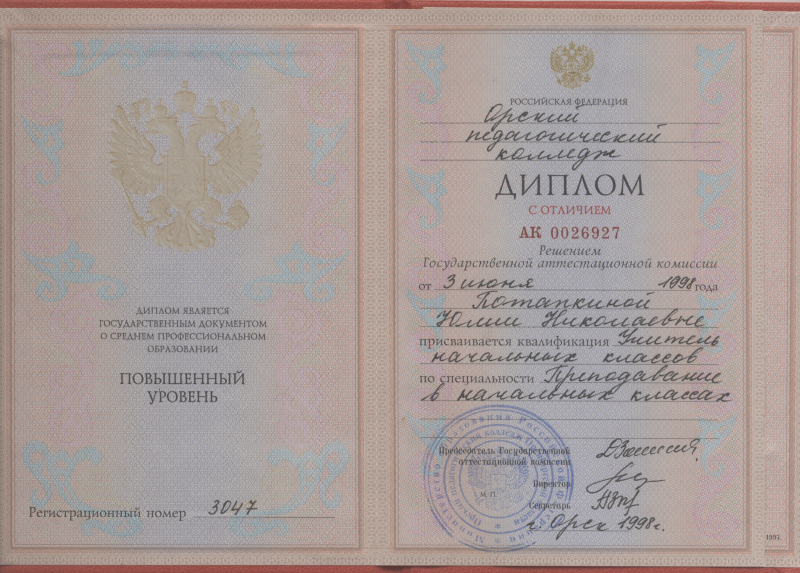 ДИПЛОМ ЯВЛЯЕТСЯ
ГОСУДАРСТВЕННЫМ ДОКУМЕНТОМ
О СРЕДНЕМ ПРОФЕССИОНАЛЬНОМ
ОБРАЗОВАНИИ
ПОВЫШЕННЫЙ
УРОВЕНЬ
Регистрационный номер 3047
РОССИЙСКАЯ ФЕДЕРАЦИЯ
Орский
педагогический
колледж
ДИПЛОМ
С ОТЛИЧИЕМ
АК 0026927
Решением
Государственной аттестационной комиссии
от 3 июня 1998 года
Потапкиной
Юлии Николаевне
присваивается квалификация Учитель
начальных классов
по специальности Преподавание
в начальных классах
Председатель Государственной
аттестационной комиссии
Директор
М. П.
Секретарь
г. Орск 1998г.
1997.